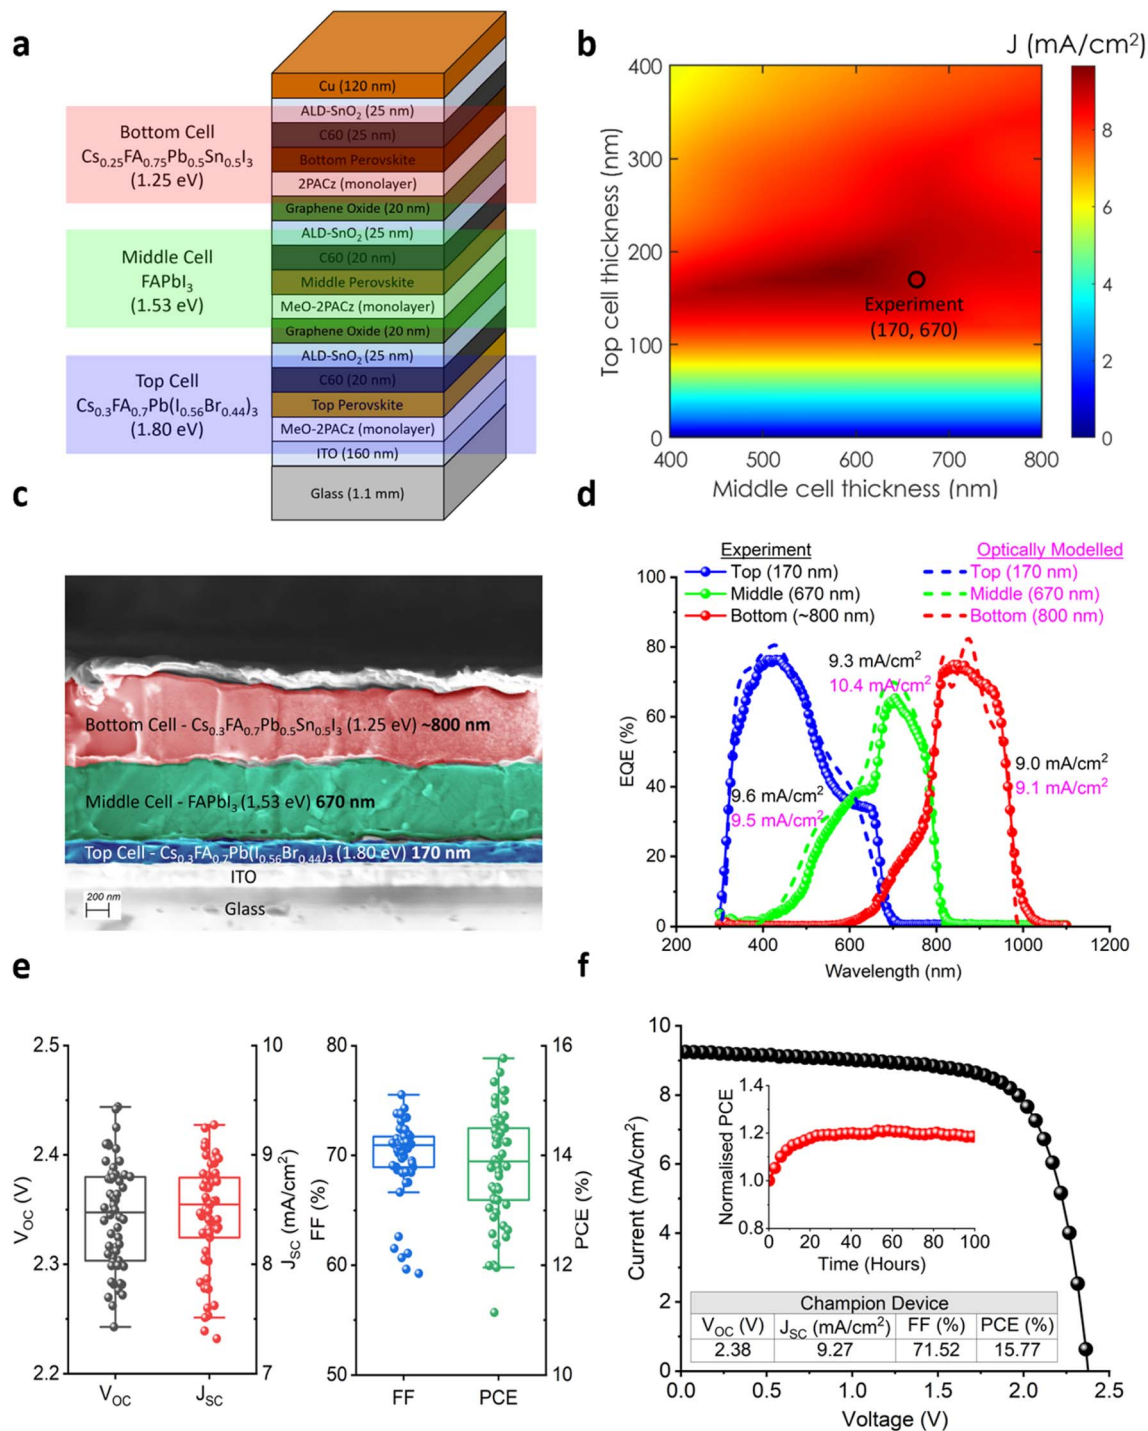 a
Cu (120 nm)
ALD-SnO₂ (25 nm)
C60 (25 nm)
Bottom Perovskite
2PACz (monolayer)
Graphene Oxide (20 nm)
ALD-SnO₂ (25 nm)
C60 (20 nm)
Middle Perovskite
MeO-2PACz (monolayer)
Graphene Oxide (20 nm)
ALD-SnO₂ (25 nm)
C60 (20 nm)
Top Perovskite
MeO-2PACz (monolayer)
ITO (160 nm)
Glass (1.1 mm)
Bottom Cell
Cs₀.₂₅FA₀.₇₅Pb₀.₅Sn₀.₅I₃
(1.25 eV)
Middle Cell
FAPbI₃
(1.53 eV)
Top Cell
Cs₀.₃FA₀.₇Pb(I₀.₅₆Br₀.₄₄)₃
(1.80 eV)
b
J (mA/cm²)
400
300
200
100
0
Top cell thickness (nm)
Experiment
(170, 670)
400 500 600 700 800
Middle cell thickness (nm)
8
6
4
2
0
c
Bottom Cell - Cs₀.₃FA₀.₇Pb₀.₅Sn₀.₅I₃ (1.25 eV) ~800 nm
Middle Cell - FAPbI₃ (1.53 eV) 670 nm
Top Cell - Cs₀.₃FA₀.₇Pb(I₀.₅₆Br₀.₄₄)₃ (1.80 eV) 170 nm
ITO
200 nm
Glass
d
Experiment
Top (170 nm)
Middle (670 nm)
Bottom (~800 nm)
Optically Modelled
Top (170 nm)
Middle (670 nm)
Bottom (800 nm)
100
80
60
40
20
0
EQE (%)
9.3 mA/cm²
10.4 mA/cm²
9.6 mA/cm²
9.5 mA/cm²
9.0 mA/cm²
9.1 mA/cm²
200 400 600 800 1000 1200
Wavelength (nm)
e
2.5
2.4
2.3
2.2
V_OC (V)
10
9
8
7
J_SC (mA/cm²)
V_OC J_SC
80
70
60
50
FF (%)
16
14
12
10
PCE (%)
FF PCE
f
10
8
6
4
2
0
Current (mA/cm²)
1.4
1.2
1.0
0.8
Normalised PCE
0 20 40 60 80 100
Time (Hours)
Champion Device
V_OC (V) J_SC (mA/cm²) FF (%) PCE (%)
2.38 9.27 71.52 15.77
0.0 0.5 1.0 1.5 2.0 2.5
Voltage (V)